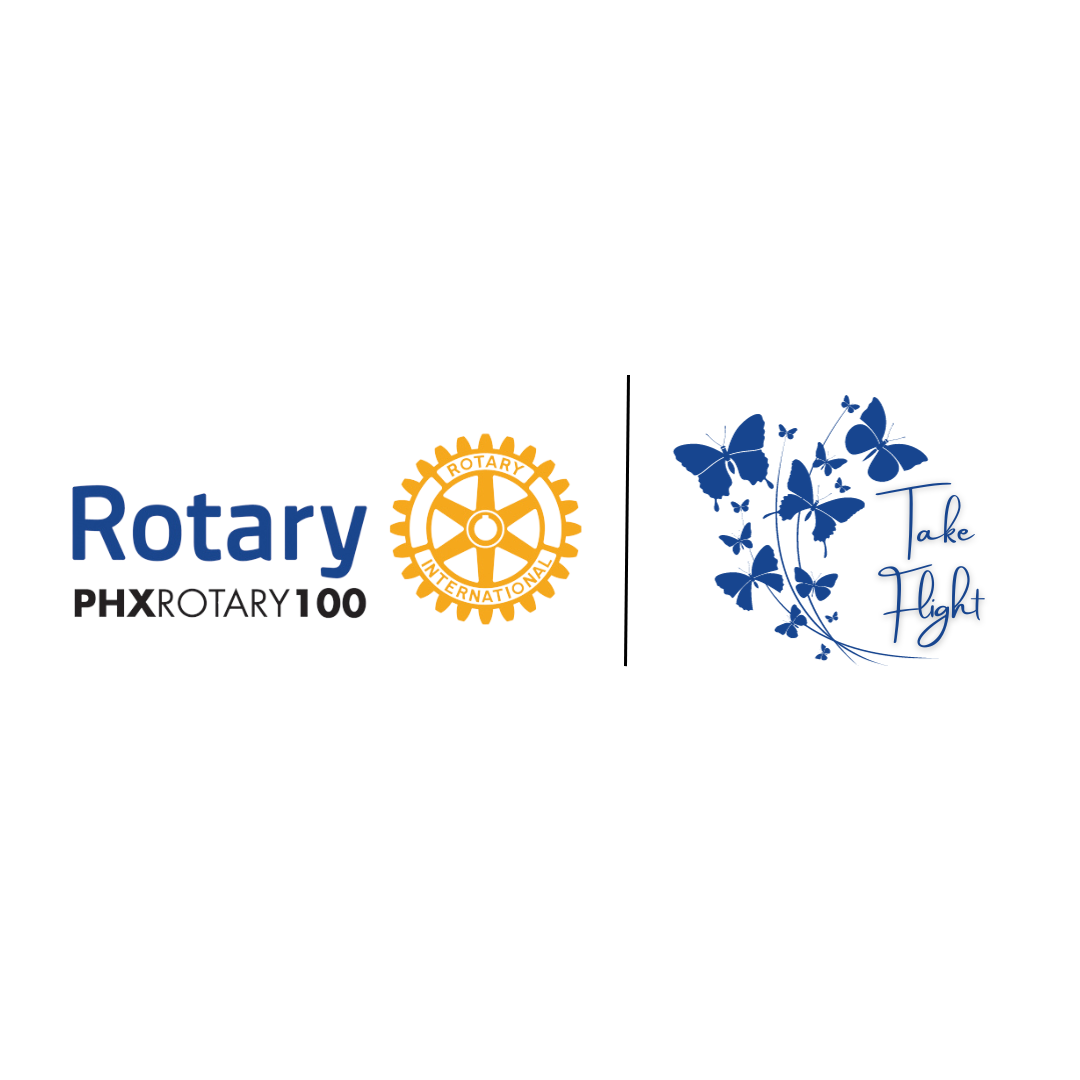 Rotary
PHXROTARY100
ROTARY
INTERNATIONAL
Take
Flight